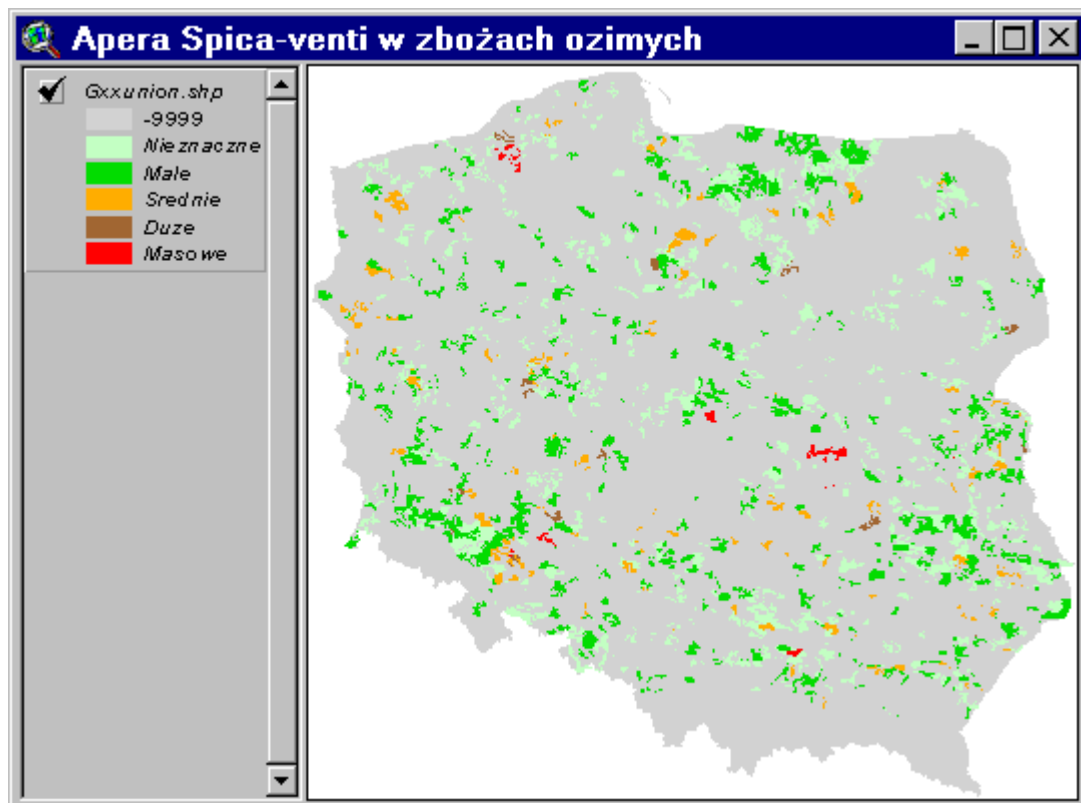 Apera Spica-venti w zbożach ozimych
Gxxunion.shp
-9999
Nieznaczne
Male
Srednie
Duze
Masowe